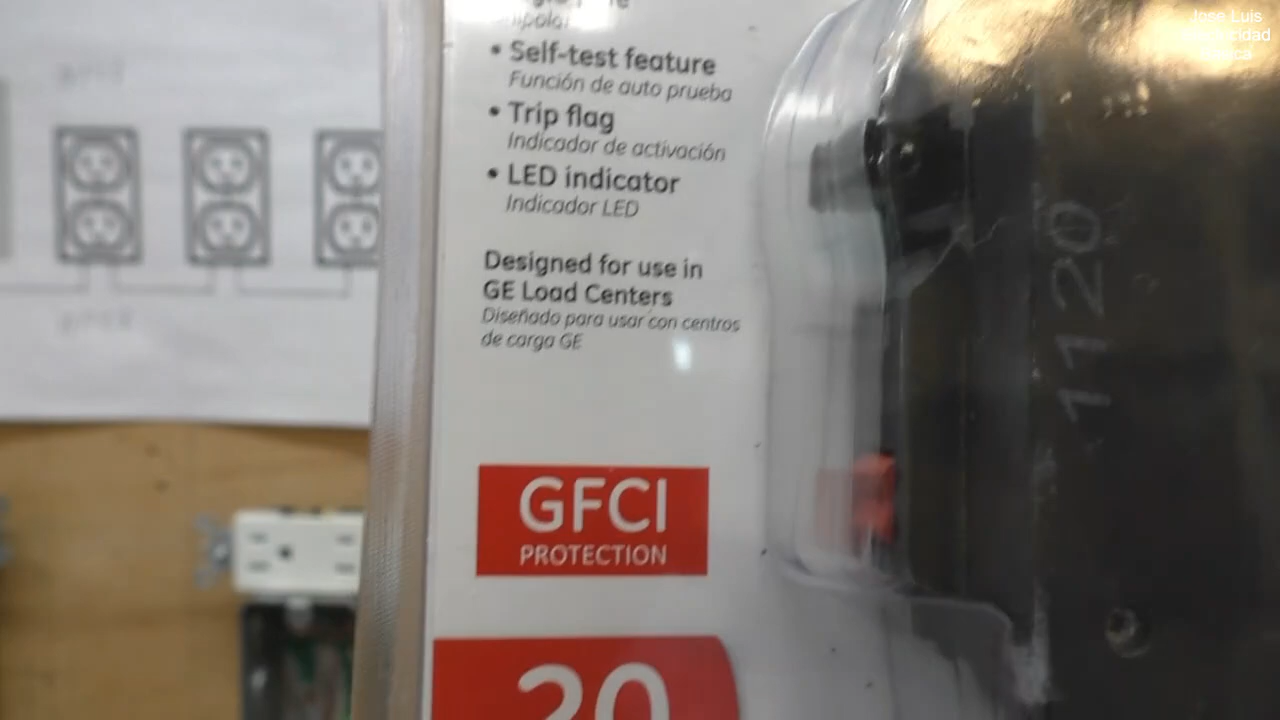 • Self-test feature
Función de auto prueba
• Trip flag
Indicador de activación
• LED indicator
Indicador LED
Designed for use in
GE Load Centers
Diseñado para usar con centros
de carga GE
GFCI
PROTECTION
20
1120
Jose Luis